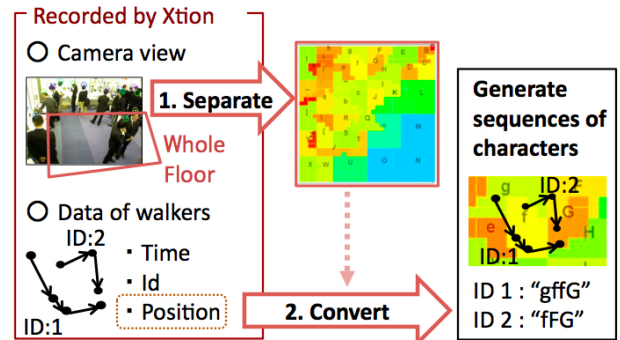 Recorded by Xtion
Camera view
Whole
Floor
Data of walkers
ID:2
ID:1
・Time
・Id
・Position
1. Separate
2. Convert
K
L
M
N
O
U
W
X
Generate
sequences of
characters
g
ID:2
F
f
G
e
H
ID:1
ID 1 : “gffG”
ID 2 : “fFG”